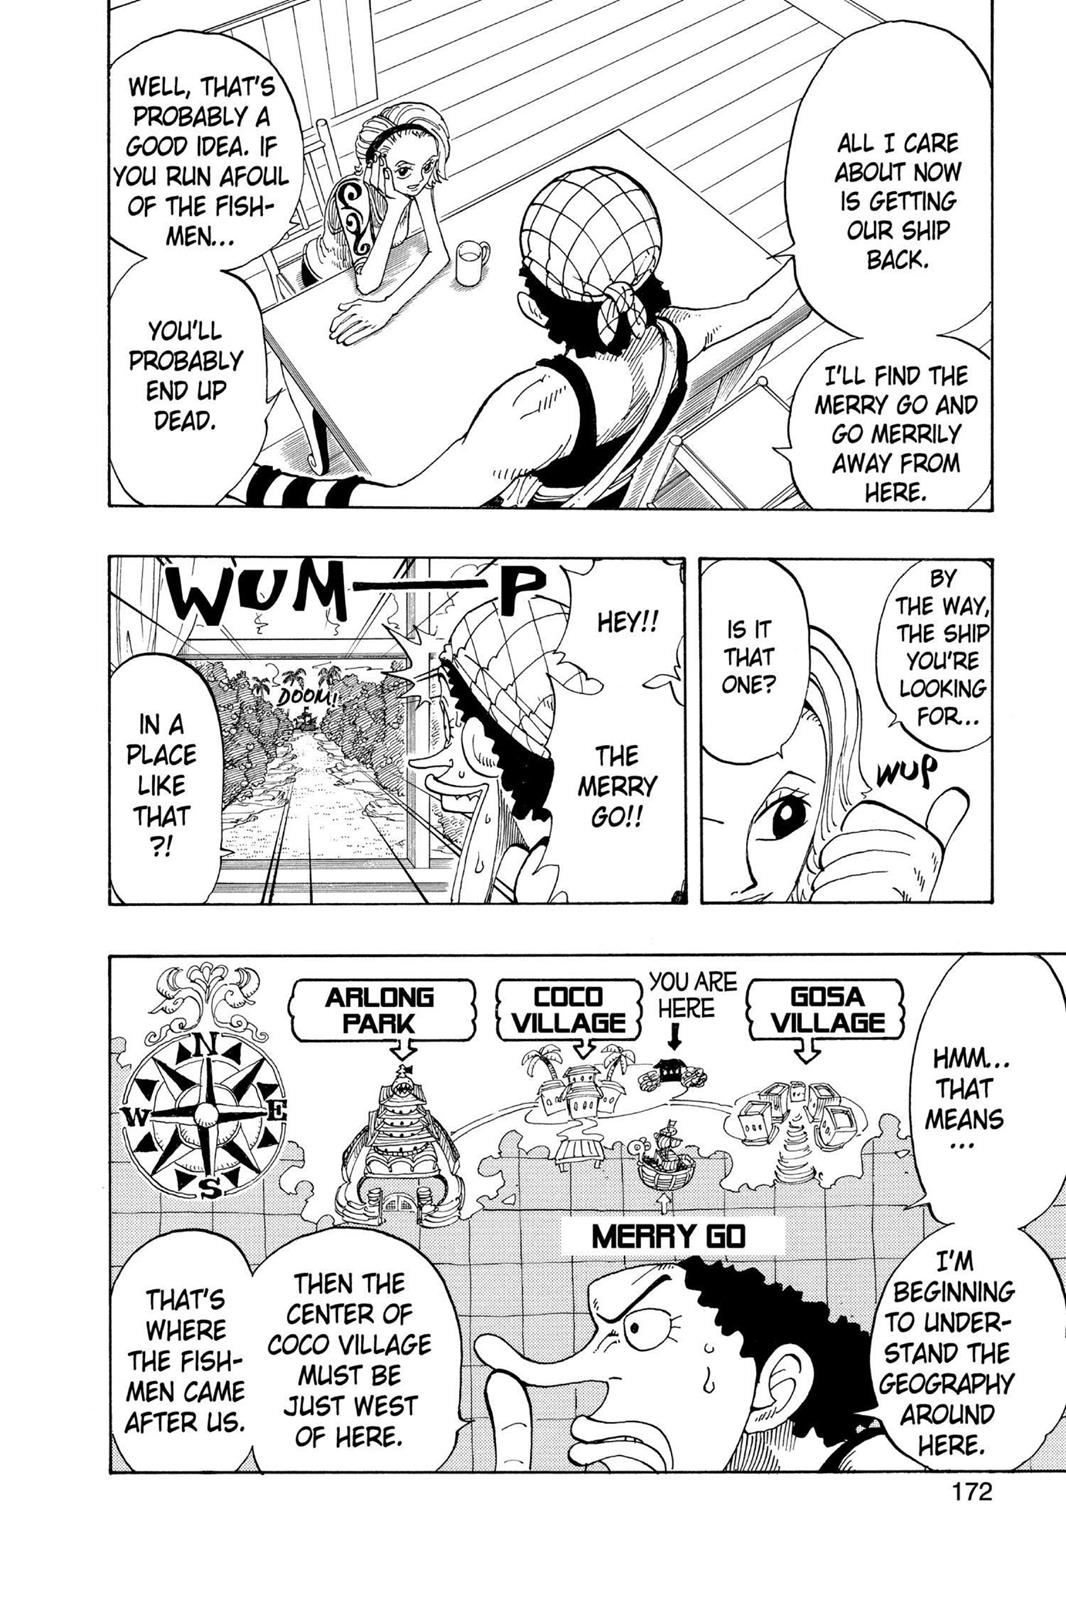 ALL I CARE
ABOUT NOW
IS GETTING
OUR SHIP
BACK.
I'LL FIND THE
MERRY GO AND
GO MERRILY
AWAY FROM
HERE.
WELL, THAT'S
PROBABLY A
GOOD IDEA. IF
YOU RUN AFOUL
OF THE FISH-
MEN...
YOU'LL
PROBABLY
END UP
DEAD.
BY
THE WAY,
THE SHIP
YOU'RE
LOOKING
FOR...
IS IT
THAT
ONE?
WUP
HEY!!
THE
MERRY
GO!!
WUM—P
DOOM!
IN A
PLACE
LIKE
THAT
?!
HMM...
THAT
MEANS
...
I'M
BEGINNING
TO UNDER-
STAND THE
GEOGRAPHY
AROUND
HERE.
GOSA
VILLAGE
YOU ARE
HERE
COCO
VILLAGE
ARLONG
PARK
N
W
E
S
MERRY GO
THEN THE
CENTER OF
COCO VILLAGE
MUST BE
JUST WEST
OF HERE.
THAT'S
WHERE
THE FISH-
MEN CAME
AFTER US.
172